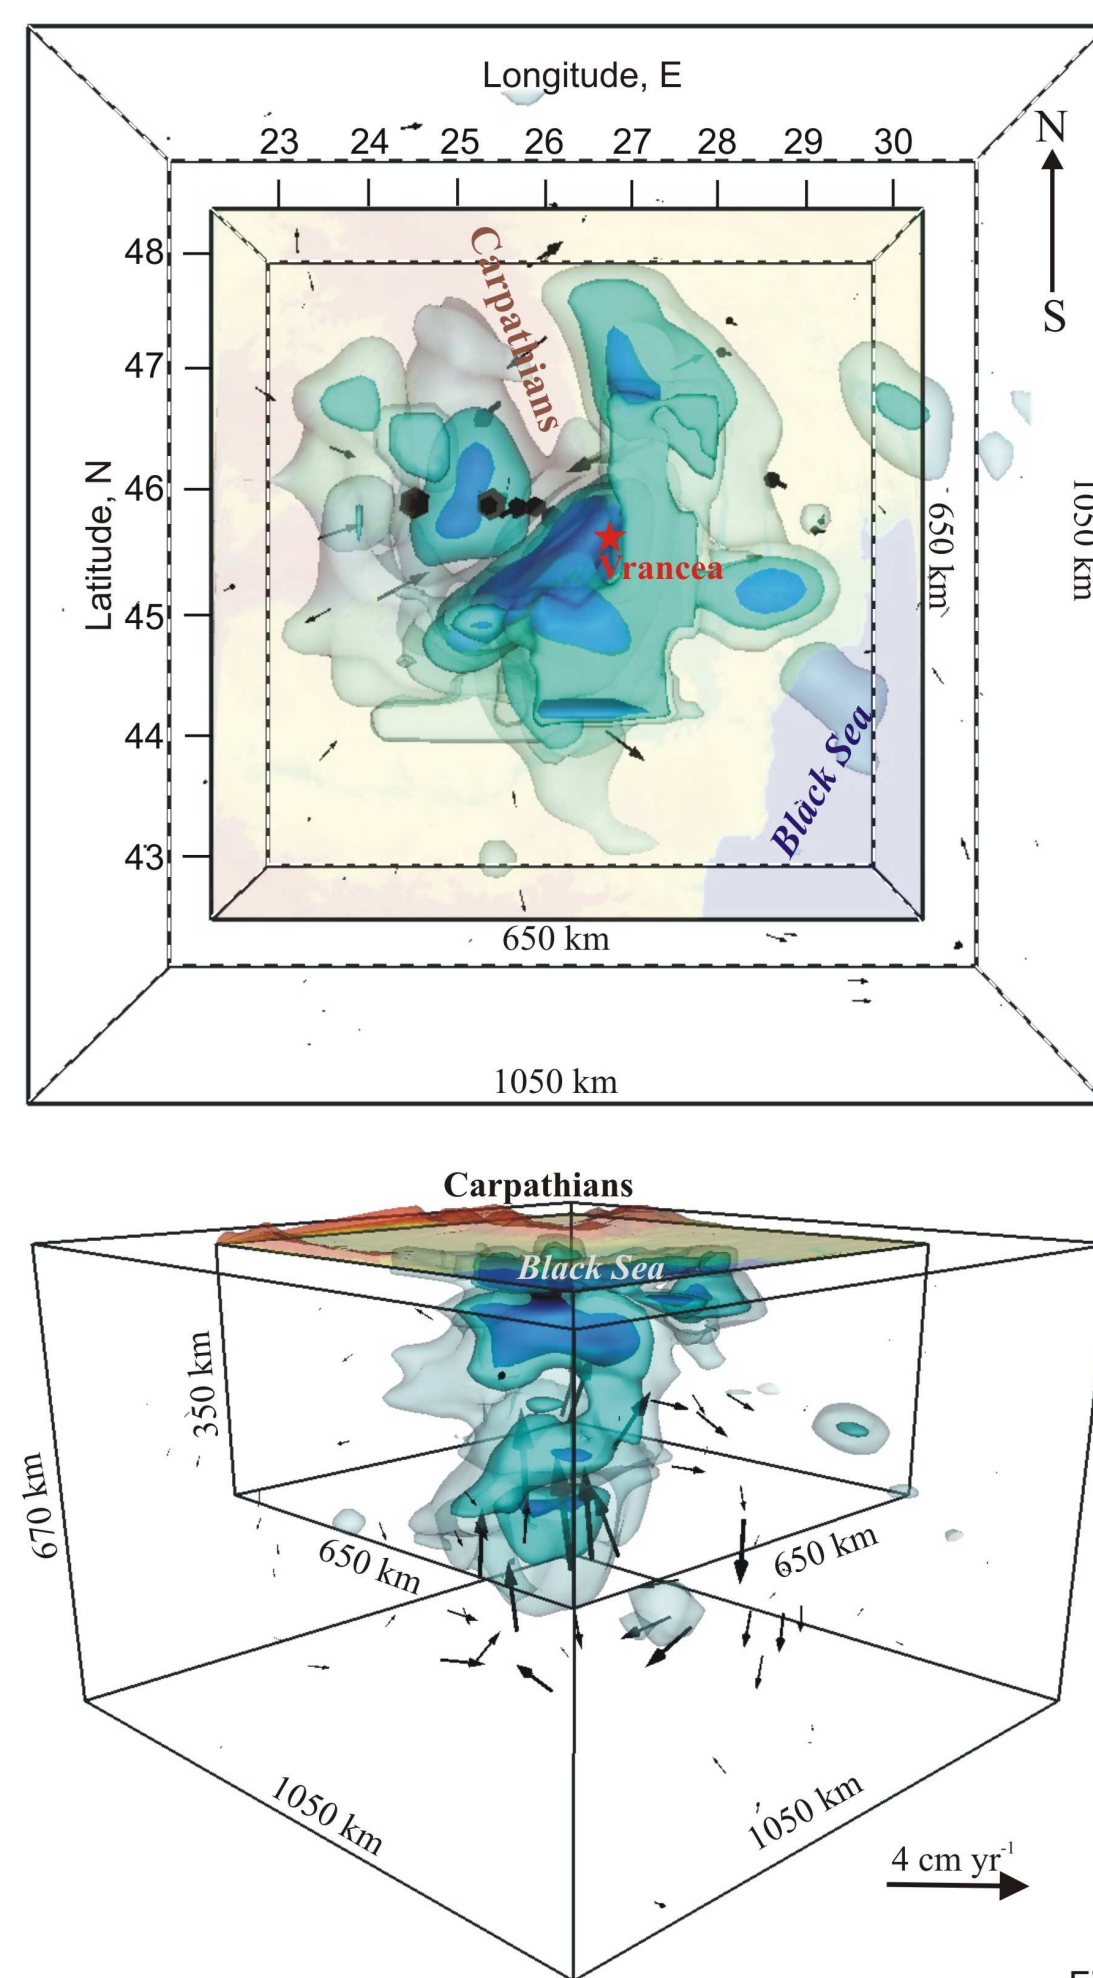 Longitude, E
23 24 25 26 27 28 29 30
N
S
48
47
46
45
44
43
Latitude, N
Carpathians
Vrancea
Black Sea
650 km
1050 km
650 km
1050 km
Carpathians
Black Sea
350 km
670 km
650 km
650 km
1050 km
1050 km
4 cm yr-1